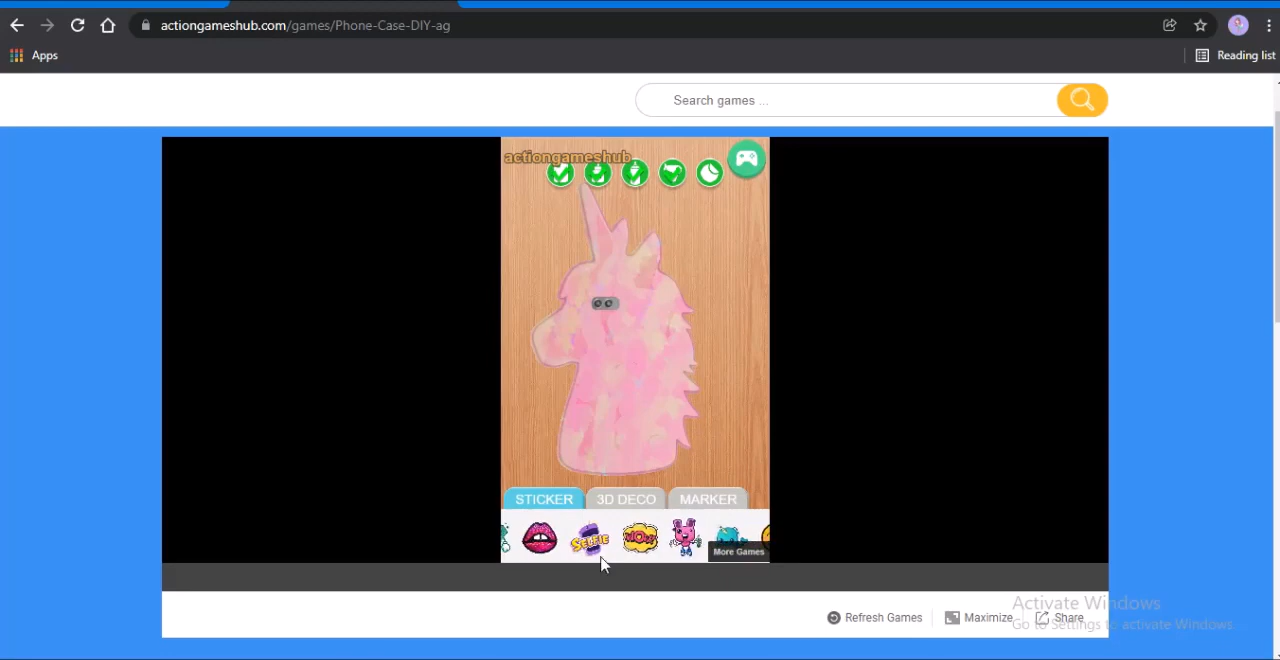 actiongameshub.com/games/Phone-Case-DIY-ag
Apps
Reading list
Search games ...
actiongameshub
STICKER
3D DECO
MARKER
SELFIE
WOW
More Games
Refresh Games
Maximize
Share
Activate Windows
Go to Settings to activate Windows.